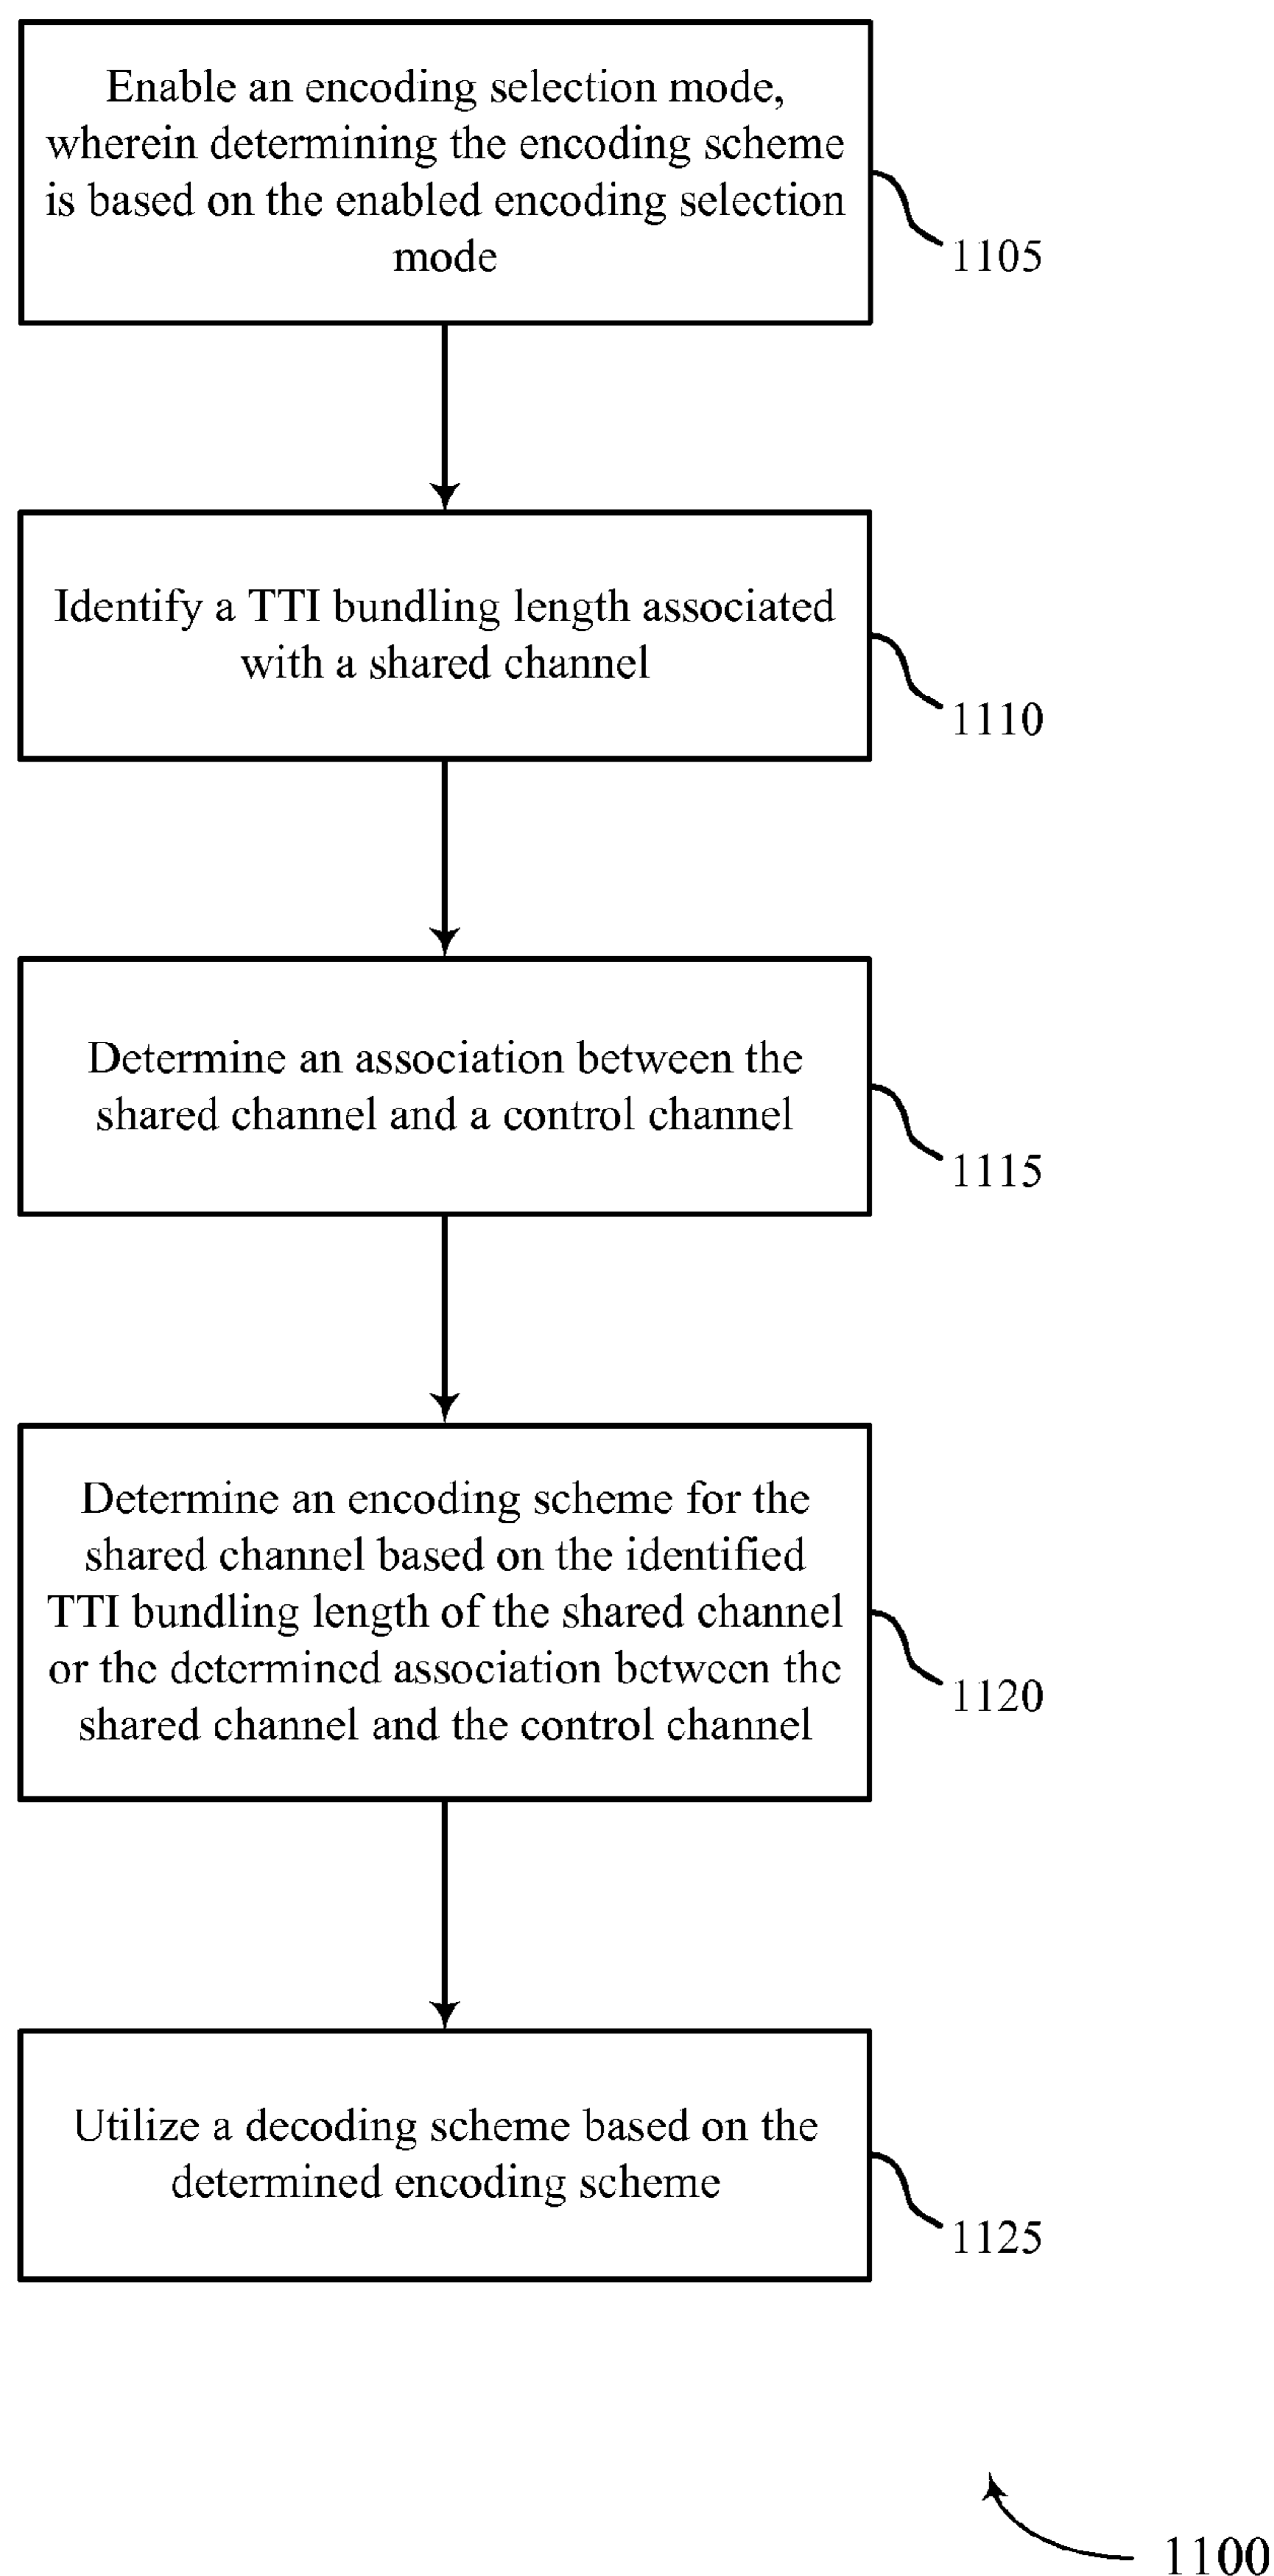 Enable an encoding selection mode,
wherein determining the encoding scheme
is based on the enabled encoding selection
mode
1105
Identify a TTI bundling length associated
with a shared channel
1110
Determine an association between the
shared channel and a control channel
1115
Determine an encoding scheme for the
shared channel based on the identified
TTI bundling length of the shared channel
or the determined association between the
shared channel and the control channel
1120
Utilize a decoding scheme based on the
determined encoding scheme
1125
1100